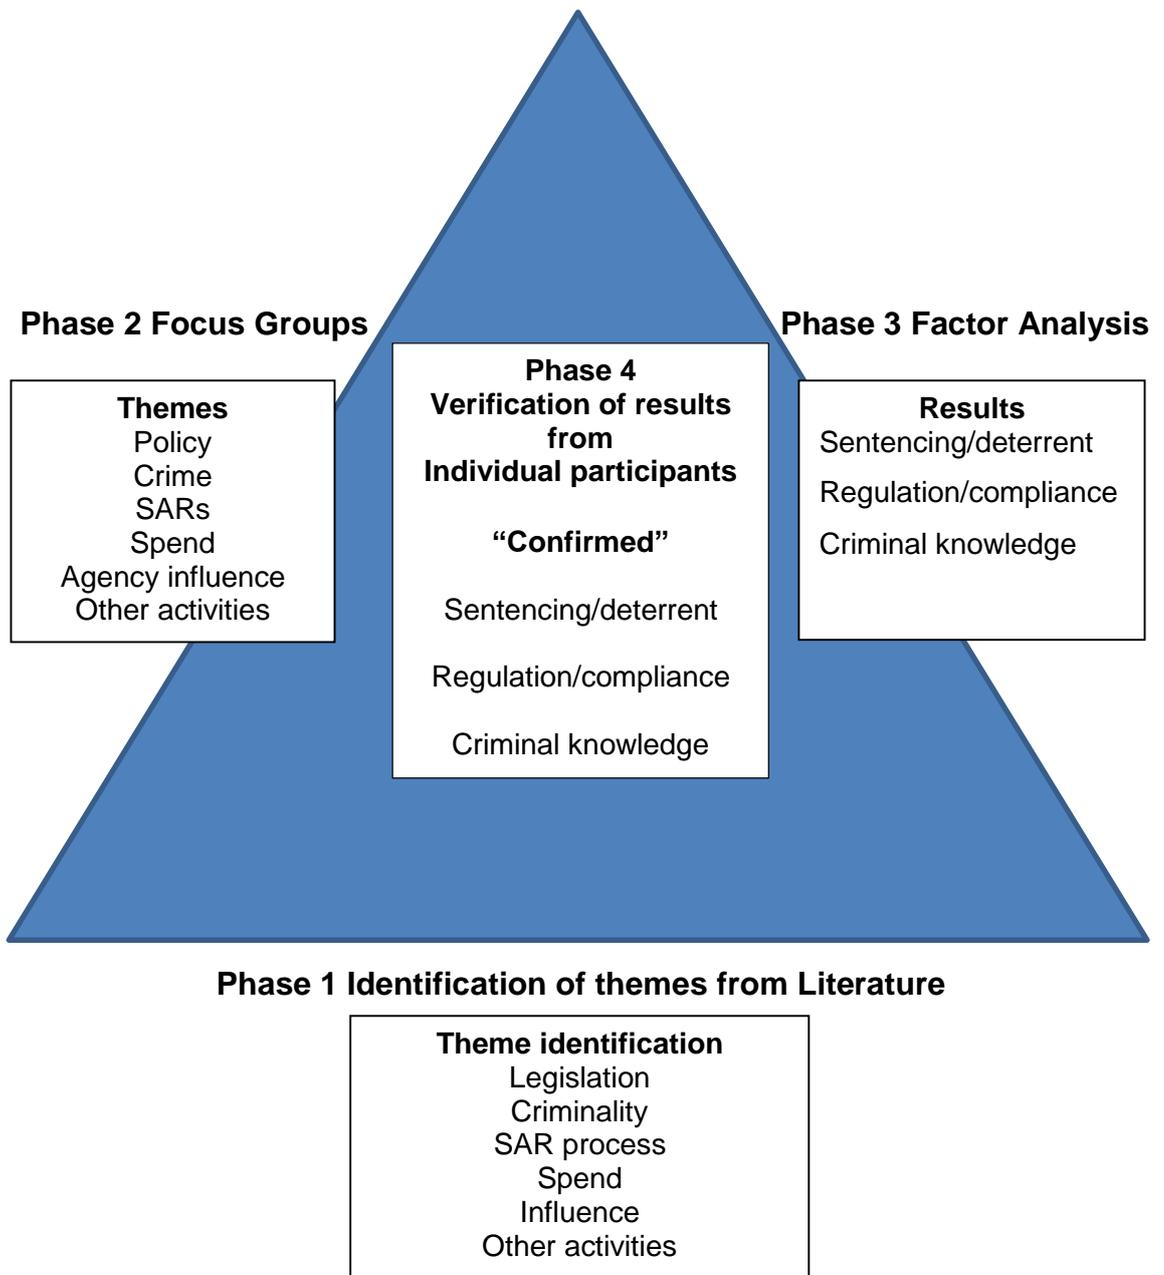 Phase 2 Focus Groups
Themes
Policy
Crime
SARs
Spend
Agency influence
Other activities
Phase 4
Verification of results
from
Individual participants
“Confirmed”
Sentencing/deterrent
Regulation/compliance
Criminal knowledge
Phase 3 Factor Analysis
Results
Sentencing/deterrent
Regulation/compliance
Criminal knowledge
Phase 1 Identification of themes from Literature
Theme identification
Legislation
Criminality
SAR process
Spend
Influence
Other activities